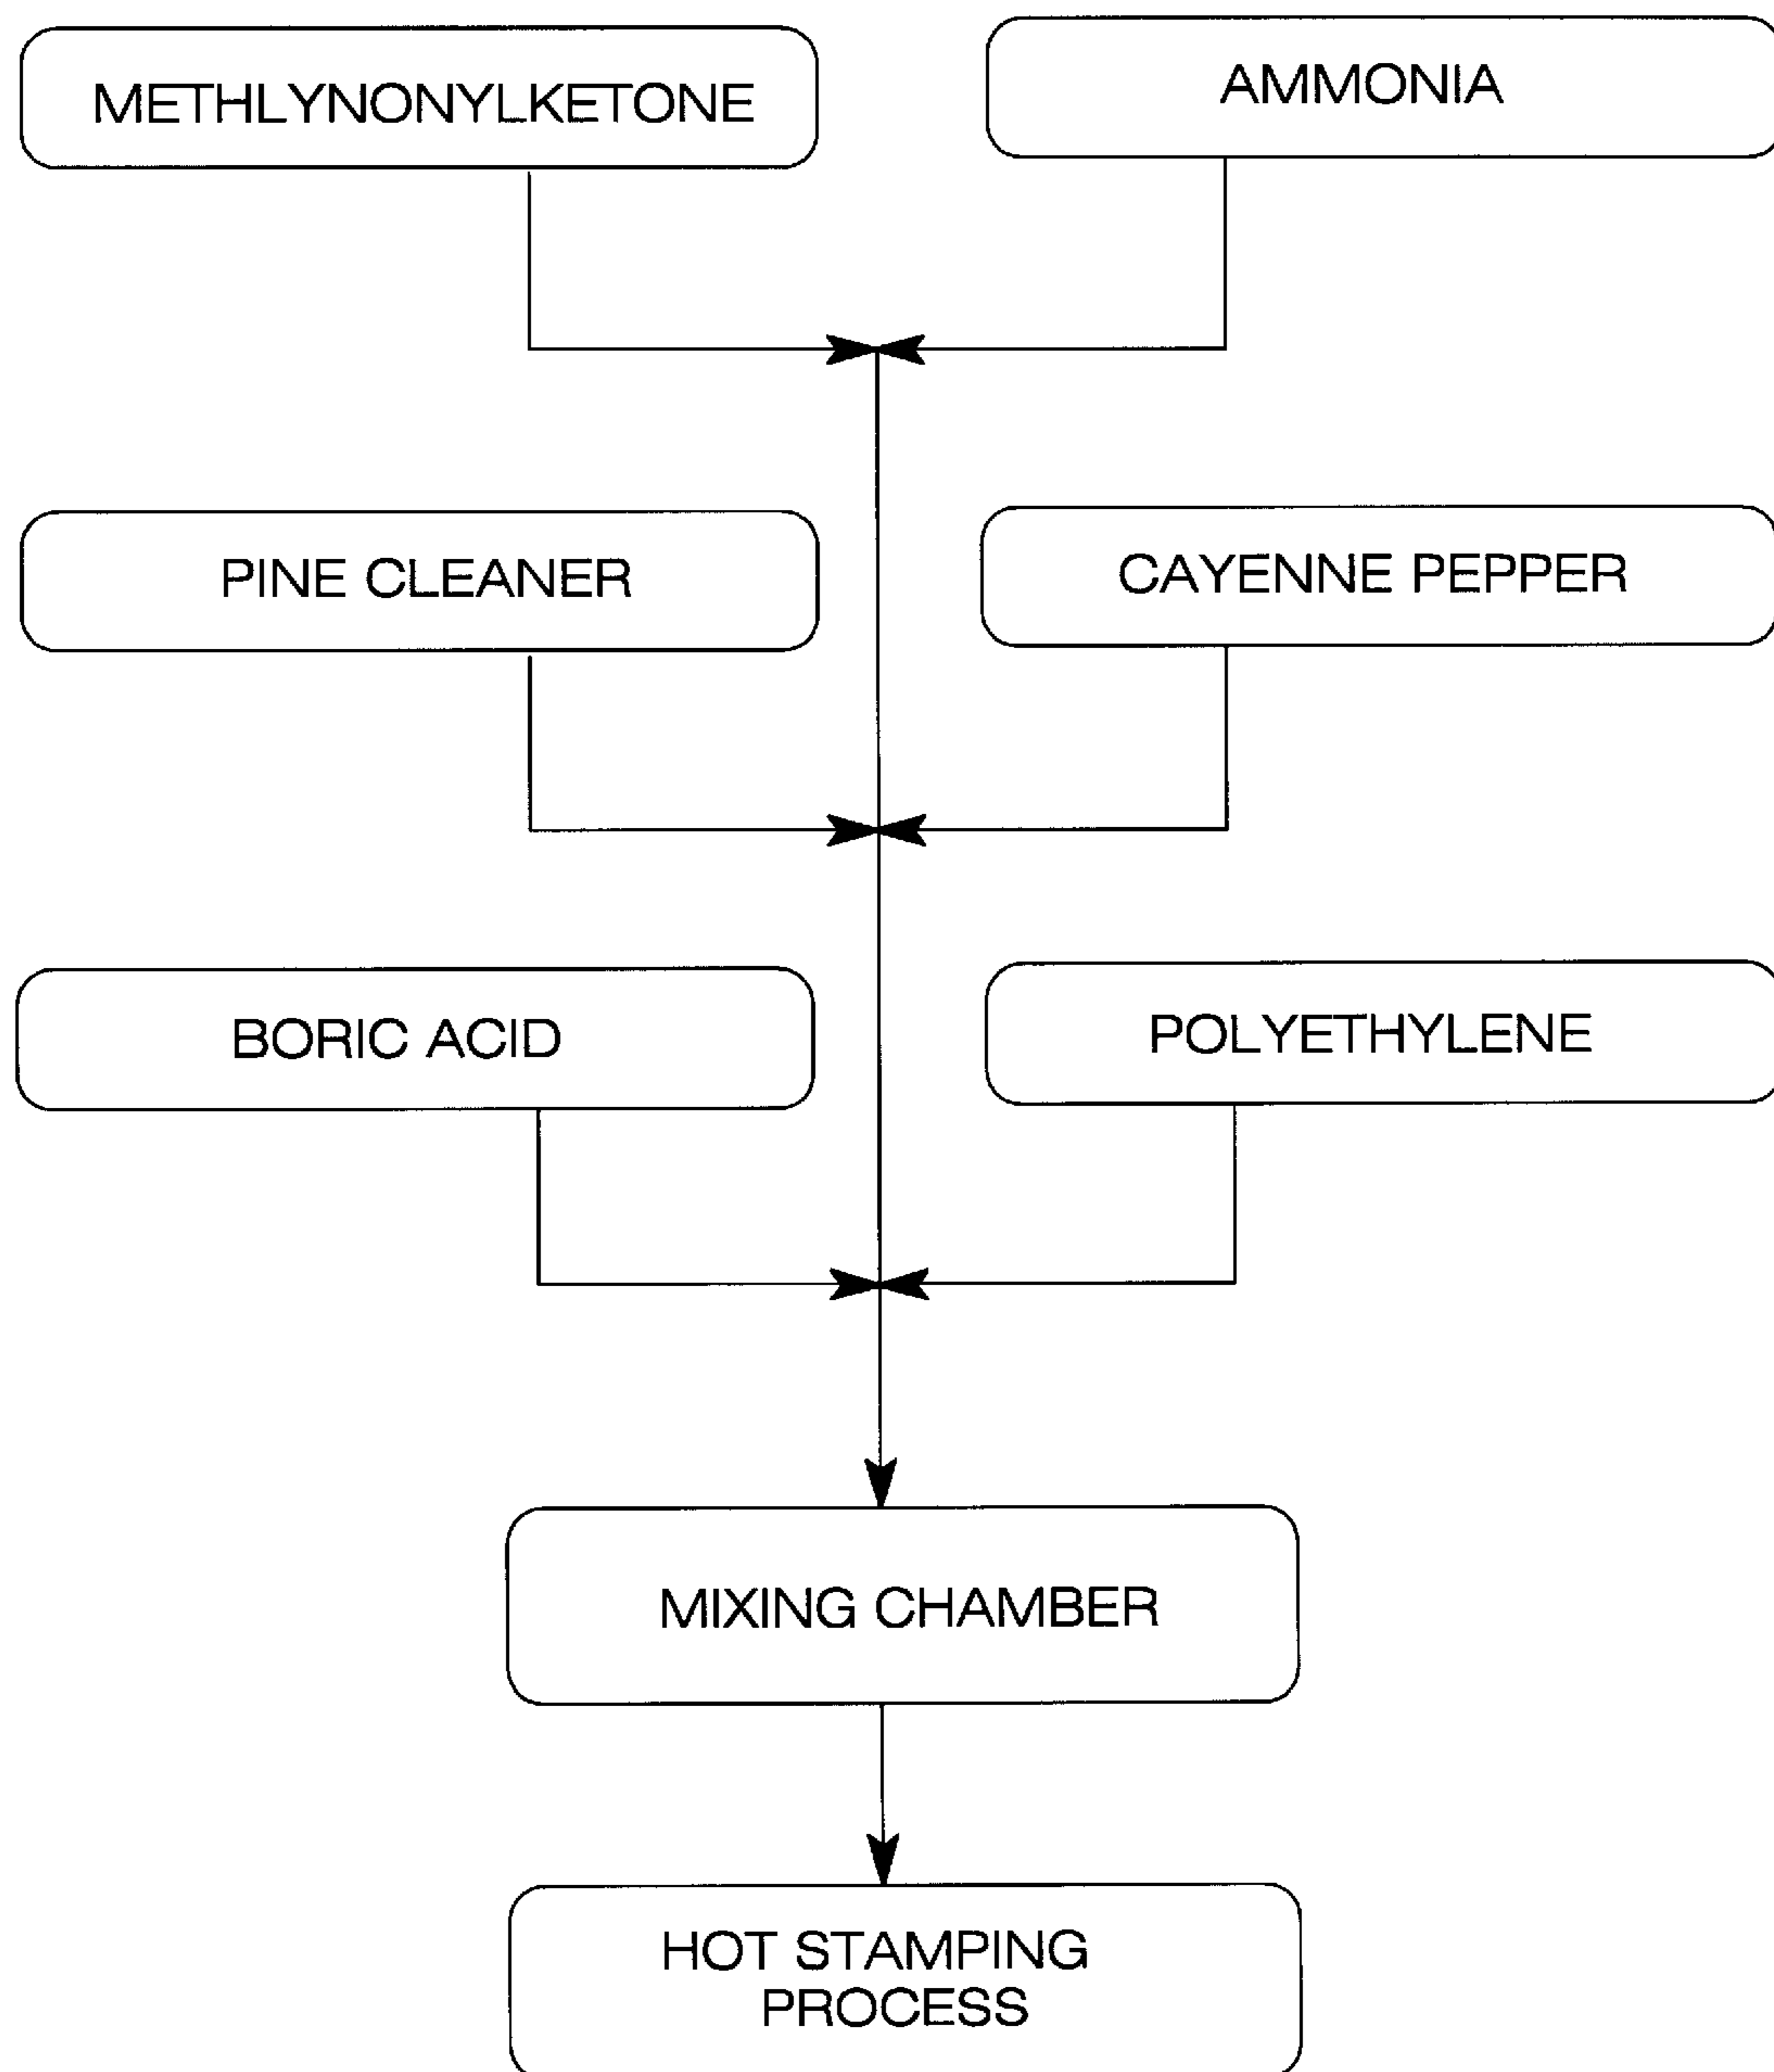 METHLYNONYLKETONE
AMMONIA
PINE CLEANER
CAYENNE PEPPER
BORIC ACID
POLYETHYLENE
MIXING CHAMBER
HOT STAMPING
PROCESS